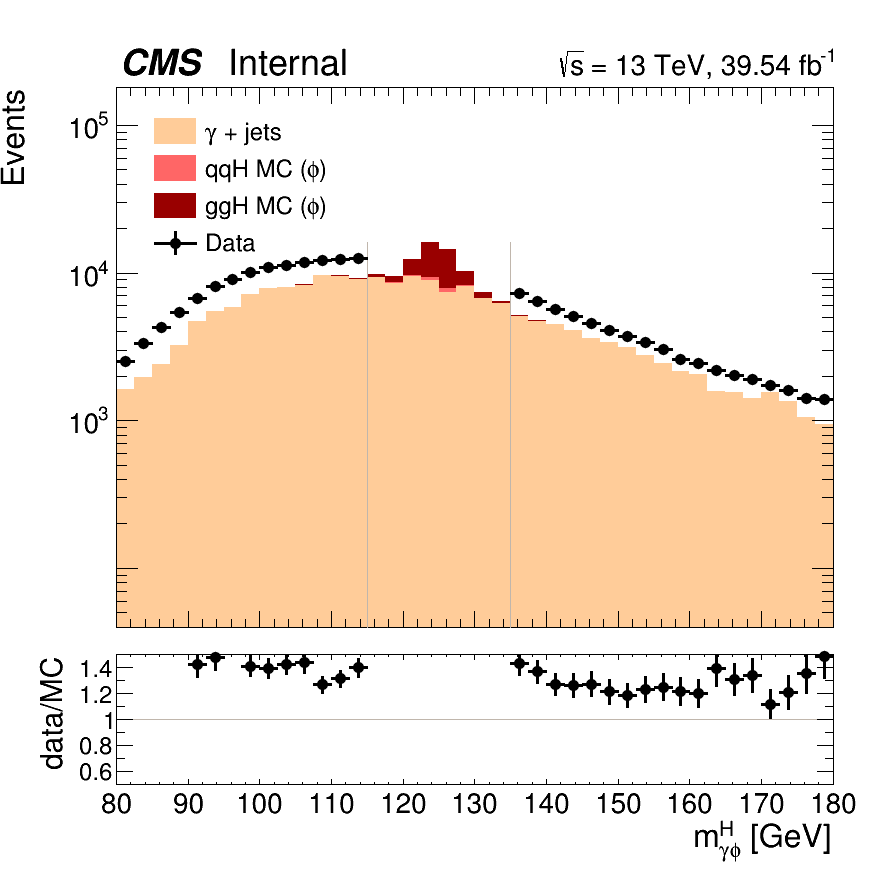 CMS Internal
√s = 13 TeV, 39.54 fb⁻¹
Events
10⁵
10⁴
10³
γ + jets
qqH MC (ϕ)
ggH MC (ϕ)
Data
data/MC
1.4
1.2
1
0.8
0.6
80 90 100 110 120 130 140 150 160 170 180
m^H_γϕ [GeV]